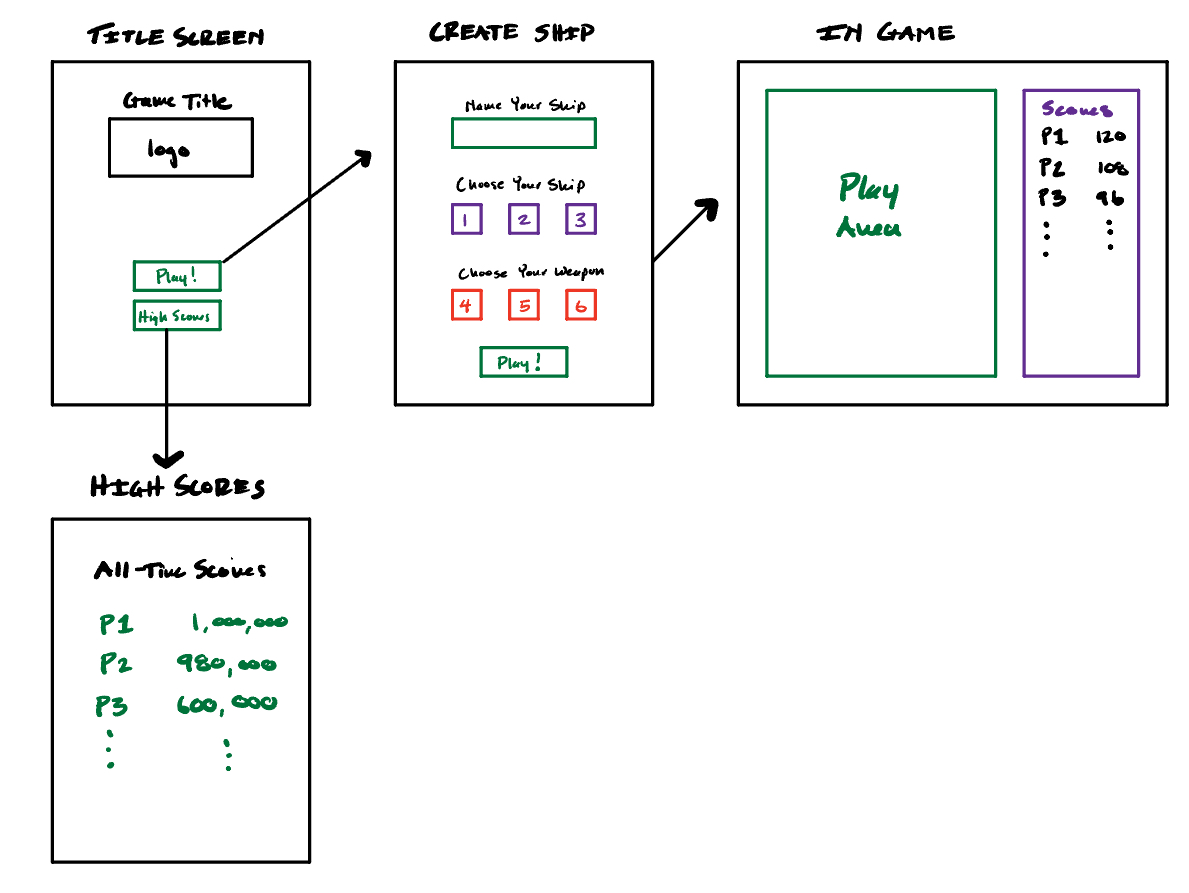 TITLE SCREEN
Game Title
logo
Play!
High Scores
CREATE SHIP
Name Your Ship
Choose Your Ship
1 2 3
Choose Your Weapon
4 5 6
Play!
IN GAME
Play
Area
Scores
P1 120
P2 108
P3 96
HIGH SCORES
All-Time Scores
P1 1,000,000
P2 980,000
P3 600,000